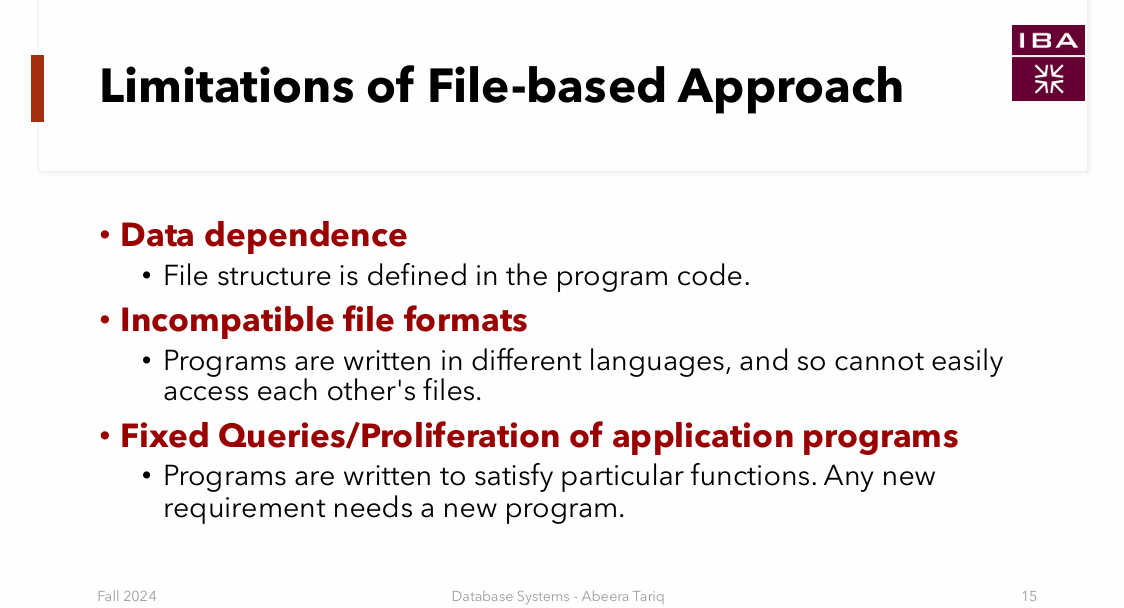 IBA
Limitations of File-based Approach
• Data dependence
• File structure is defined in the program code.
• Incompatible file formats
• Programs are written in different languages, and so cannot easily
access each other's files.
• Fixed Queries/Proliferation of application programs
• Programs are written to satisfy particular functions. Any new
requirement needs a new program.
Fall 2024
Database Systems - Abeera Tariq
15